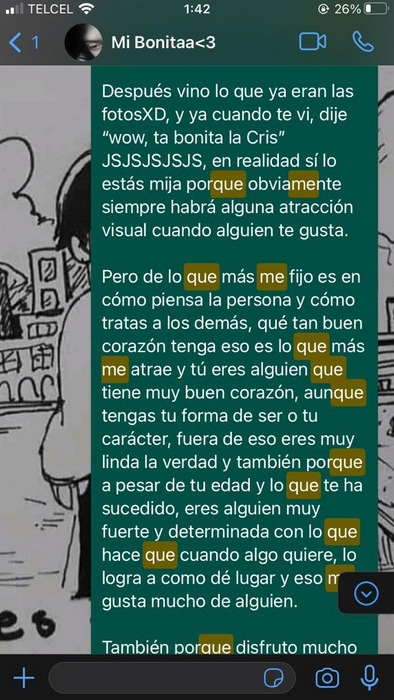 TELCEL 1:42 26%
1 Mi Bonitaa<3
Después vino lo que ya eran las
fotosXD, y ya cuando te vi, dije
“wow, ta bonita la Cris”
JSJSJSJSJS, en realidad sí lo
estás mija porque obviamente
siempre habrá alguna atracción
visual cuando alguien te gusta.
Pero de lo que más me fijo es en
cómo piensa la persona y cómo
tratas a los demás, qué tan buen
corazón tenga eso es lo que más
me atrae y tú eres alguien que
tiene muy buen corazón, aunque
tengas tu forma de ser o tu
carácter, fuera de eso eres muy
linda la verdad y también porque
a pesar de tu edad y lo que te ha
sucedido, eres alguien muy
fuerte y determinada con lo que
hace que cuando algo quiere, lo
logra a como dé lugar y eso m
gusta mucho de alguien.
También porque disfruto mucho
es